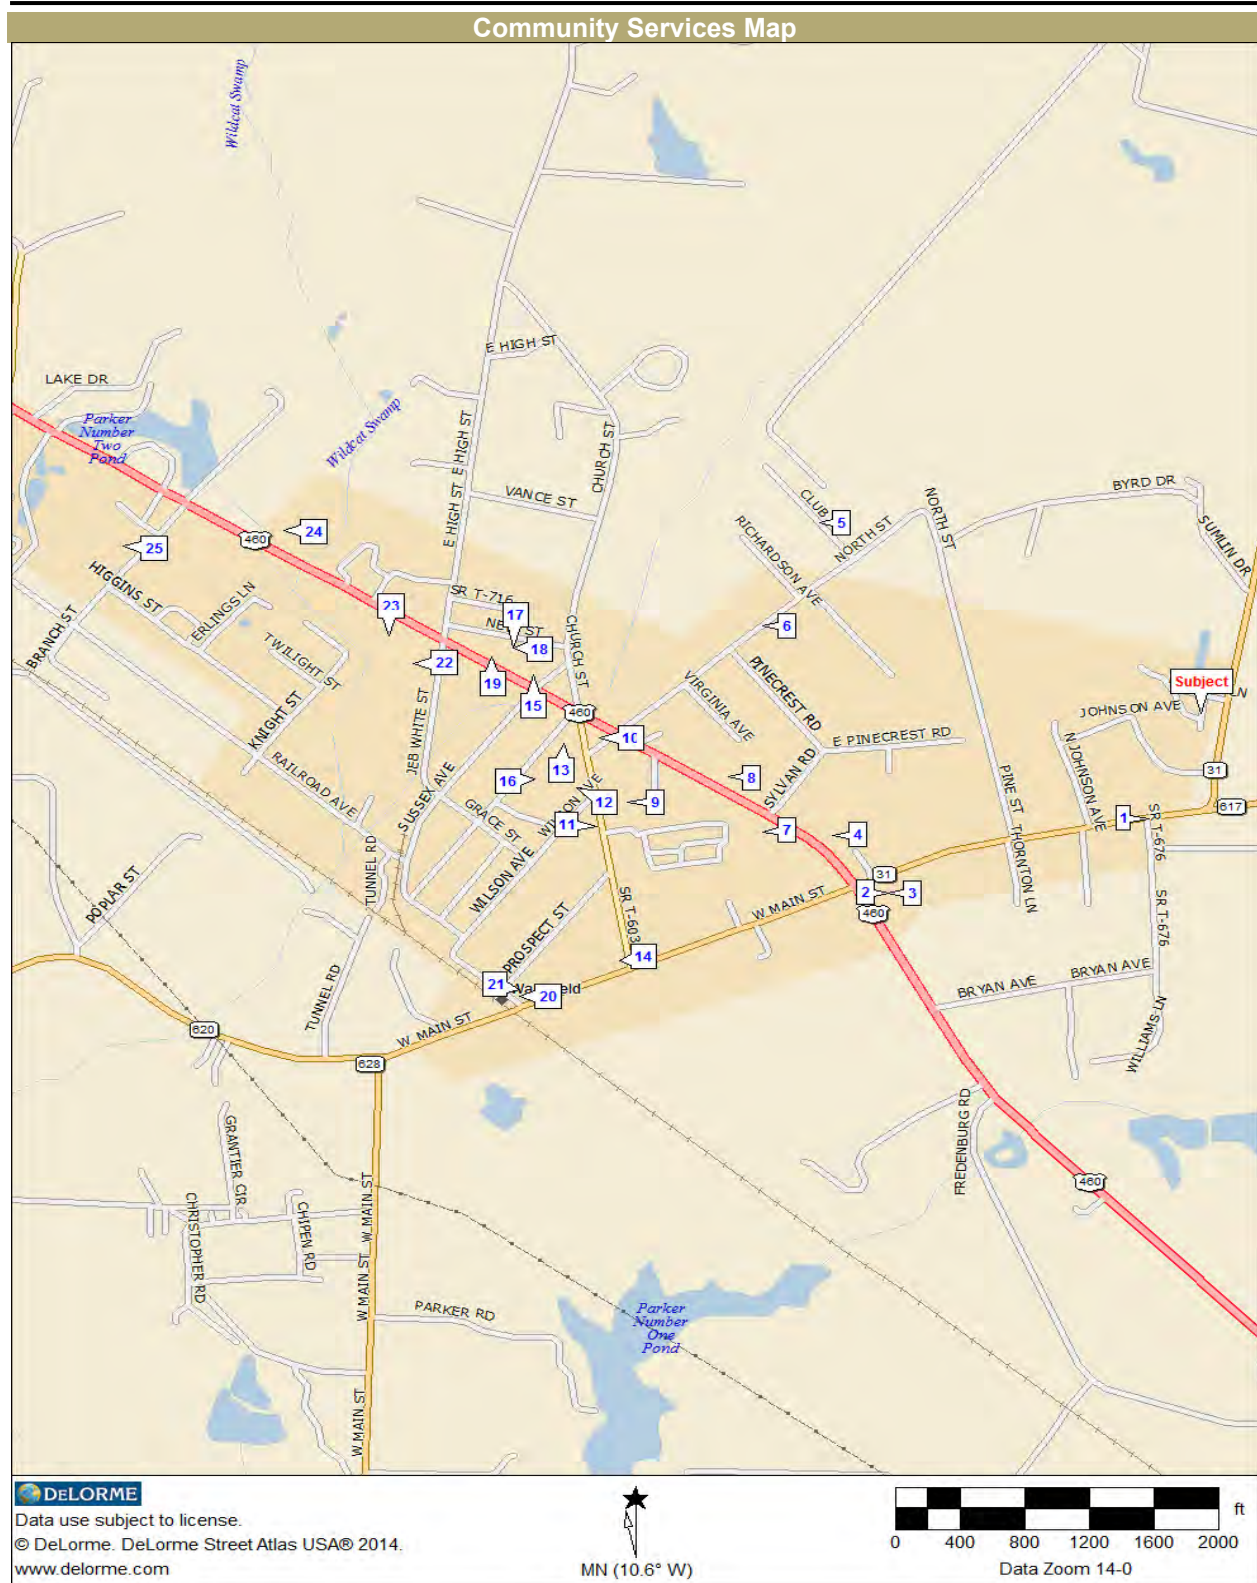 Community Services Map
Wildcat Swamp
E HIGH ST
LAKE DR
Parker
Number
Two
Pond
Wildcat Swamp
E HIGH ST
E HIGH ST
CHURCH ST
VANCE ST
BYRD DR
SUMLIN DR
NORTH ST
CLUB
5
NORTH ST
RICHARDSON AVE
24
460
25
HIGGINS ST
ERLINGS LN
BRANCH ST
TWILIGHT ST
KNIGHT ST
23
SR T-716
17
18
CHURCH ST
6
22
19
15
460
VIRGINIA AVE
PINECREST RD
E PINECREST RD
Subject
LN
JOHNSON AVE
N JOHNSON AVE
31
617
JEB WHITE ST
SUSSEX AVE
RAILROAD AVE
10
13
16
8
SYLVAN RD
GRACE ST
12
9
11
7
4
1
SR T-676
PINE ST
THORNTON LN
TUNNEL RD
POPLAR ST
WILSON AVE
PROSPECT ST
SR T-603
31
2
3
460
W MAIN ST
SR T-676
14
21
20
BRYAN AVE
BRYAN AVE
WILLIAMS LN
TUNNEL RD
620
W MAIN ST
628
FREDENBURG RD
460
GRANTIER CIR
CHRISTOPHER RD
CHIPEN RD
W MAIN ST
W MAIN ST
PARKER RD
Parker
Number
One
Pond
W MAIN ST
DELORME
Data use subject to license.
© DeLorme. DeLorme Street Atlas USA® 2014.
www.delorme.com
MN (10.6° W)
ft
0 400 800 1200 1600 2000
Data Zoom 14-0